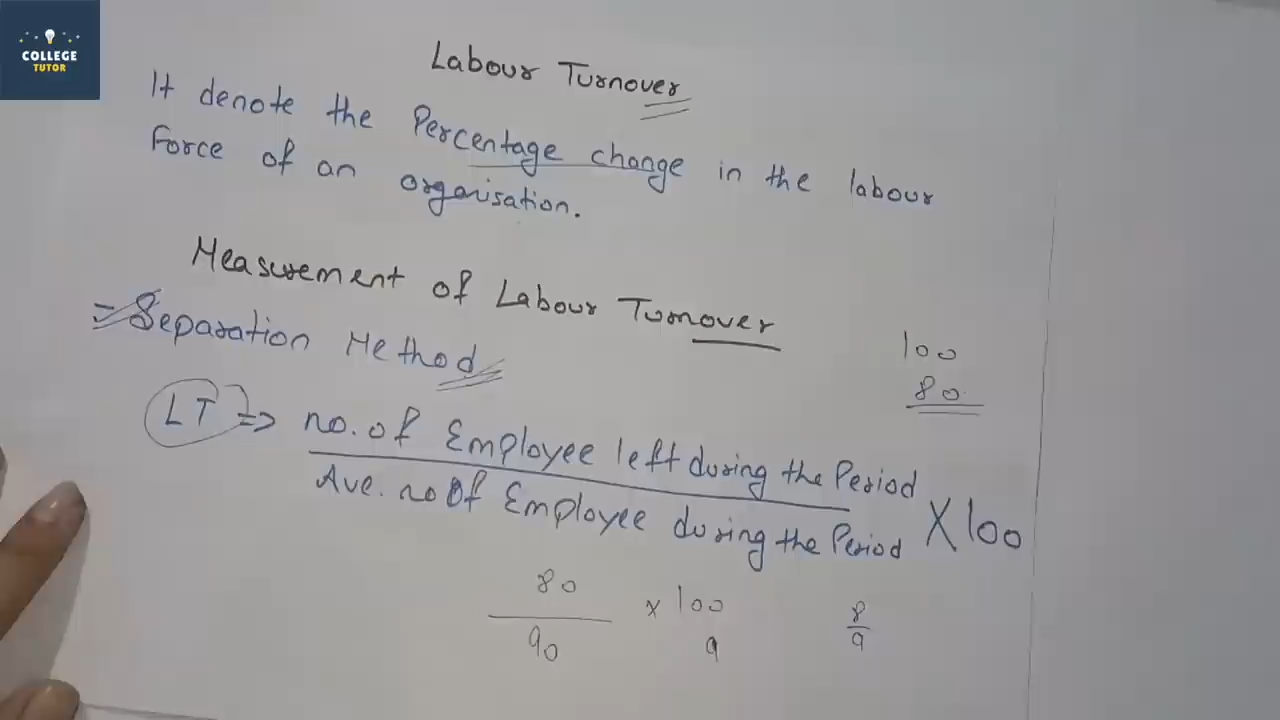 COLLEGE
TUTOR
Labour Turnover
It denote the Percentage change in the labour
Force of an organisation.
Measurement of Labour Turnover
Separation Method
100
80
LT => no. of Employee left during the Period
Ave. no of Employee during the Period X 100
80
90 x 100
9
8
9